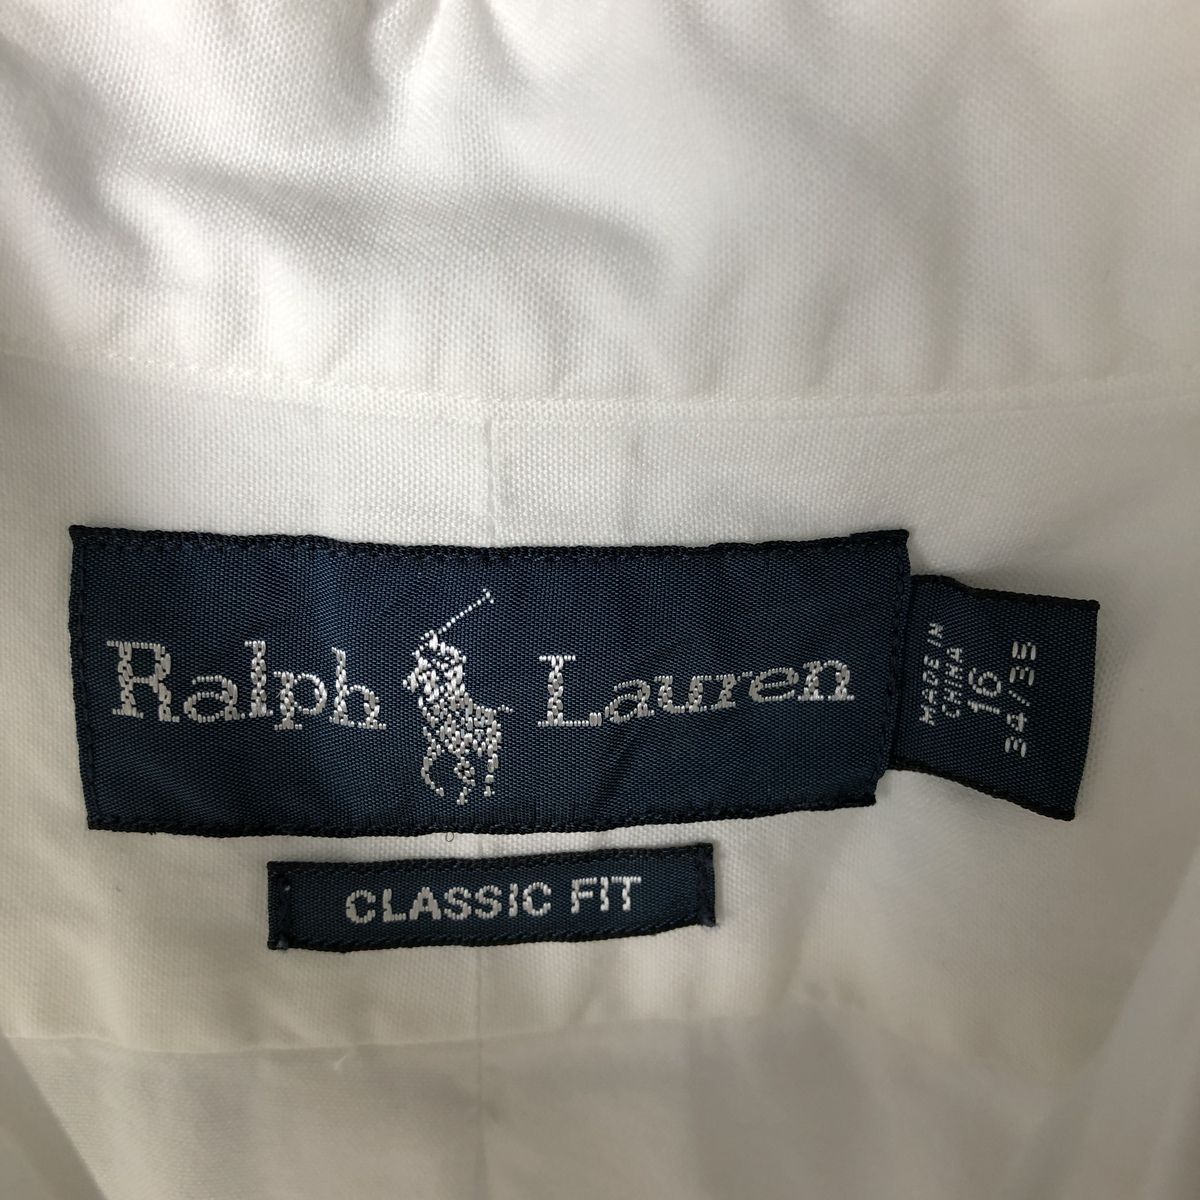 Ralph Lauren
MADE IN
CHINA
16
34/35
CLASSIC FIT